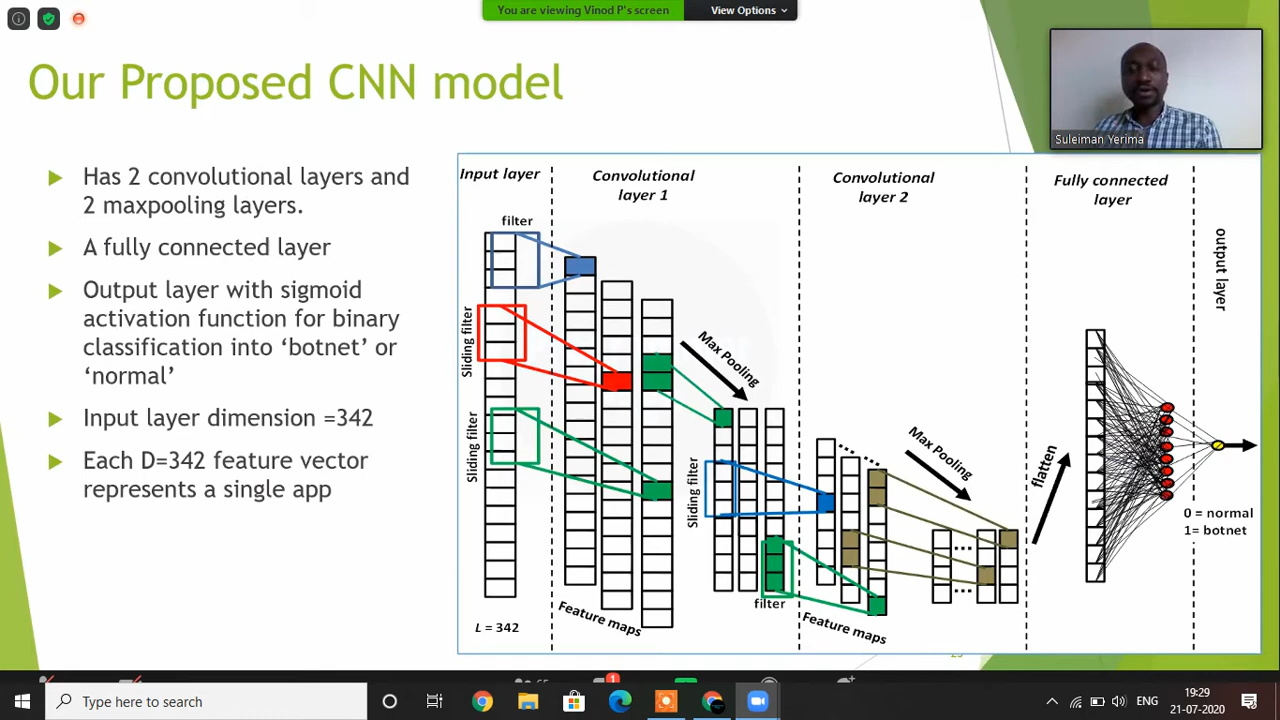 You are viewing Vinod P's screen
View Options
Our Proposed CNN model
Suleiman Yerima
Has 2 convolutional layers and
2 maxpooling layers.
A fully connected layer
Output layer with sigmoid
activation function for binary
classification into ‘botnet’ or
‘normal’
Input layer dimension =342
Each D=342 feature vector
represents a single app
Input layer
Convolutional
layer 1
Convolutional
layer 2
Fully connected
layer
output layer
filter
Sliding filter
Sliding filter
Max Pooling
Sliding filter
filter
Max Pooling
flatten
0 = normal
1= botnet
L = 342
Feature maps
Feature maps
1
Type here to search
ENG
19:29
21-07-2020